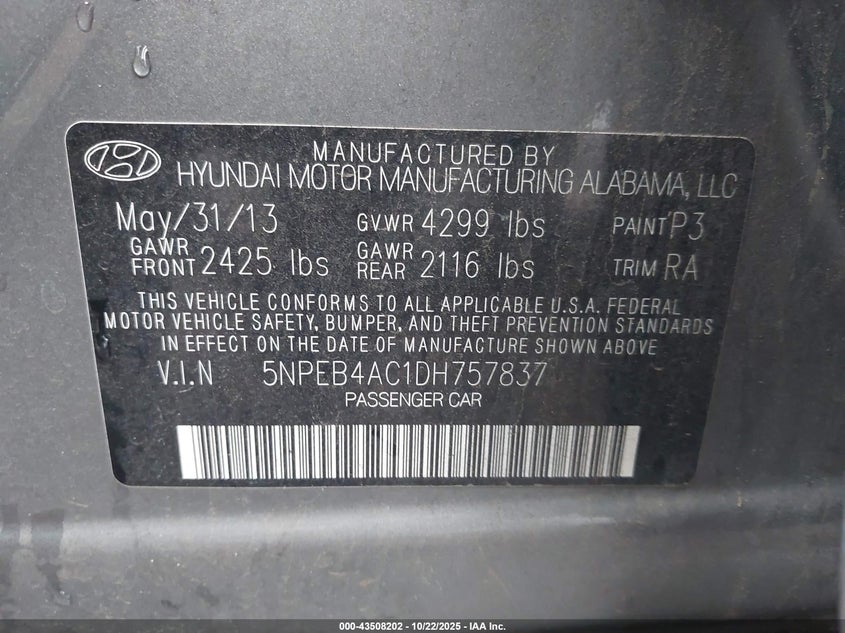 MANUFACTURED BY
HYUNDAI MOTOR MANUFACTURING ALABAMA, LLC
May/31/13 GVWR 4299 lbs PAINT P3
GAWR FRONT 2425 lbs GAWR REAR 2116 lbs TRIM RA
THIS VEHICLE CONFORMS TO ALL APPLICABLE U.S.A. FEDERAL
MOTOR VEHICLE SAFETY, BUMPER, AND THEFT PREVENTION STANDARDS
IN EFFECT ON THE DATE OF MANUFACTURE SHOWN ABOVE
V.I.N 5NPEB4AC1DH757837
PASSENGER CAR
000-43508202 - 10/22/2025 - IAA Inc.